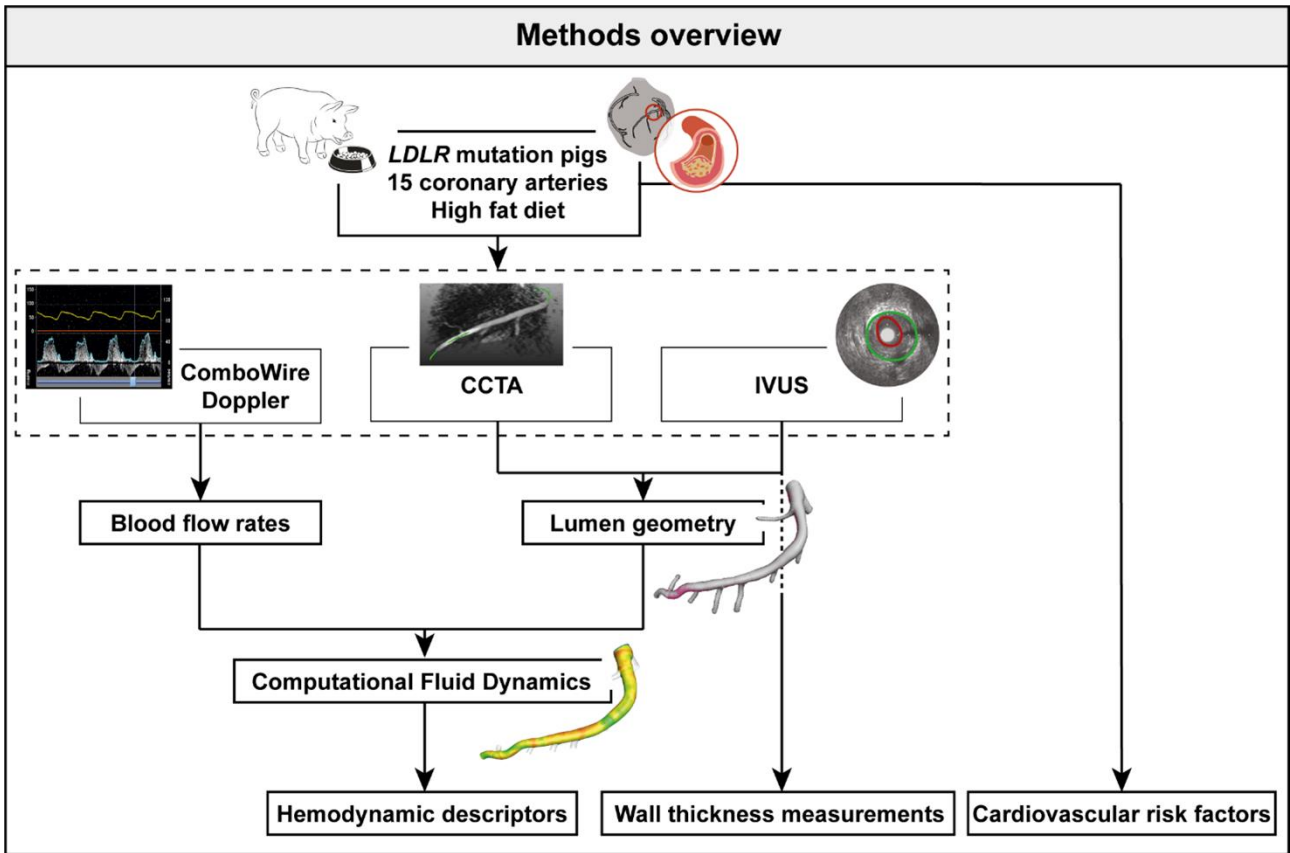 Methods overview
LDLR mutation pigs
15 coronary arteries
High fat diet
ComboWire
Doppler
CCTA
IVUS
Blood flow rates
Lumen geometry
Computational Fluid Dynamics
Hemodynamic descriptors
Wall thickness measurements
Cardiovascular risk factors